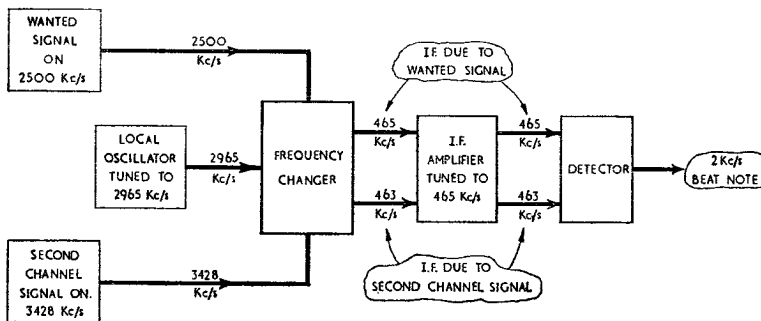 WANTED
SIGNAL
ON
2500 Kc/s
2500
Kc/s
I.F. DUE TO
WANTED SIGNAL
LOCAL
OSCILLATOR
TUNED TO
2965 Kc/s
2965
Kc/s
FREQUENCY
CHANGER
465
Kc/s
463
Kc/s
I.F.
AMPLIFIER
TUNED TO
465 Kc/s
465
Kc/s
463
Kc/s
DETECTOR
2 Kc/s
BEAT NOTE
SECOND
CHANNEL
SIGNAL ON.
3428 Kc/s
3428
Kc/s
I.F. DUE TO
SECOND CHANNEL SIGNAL